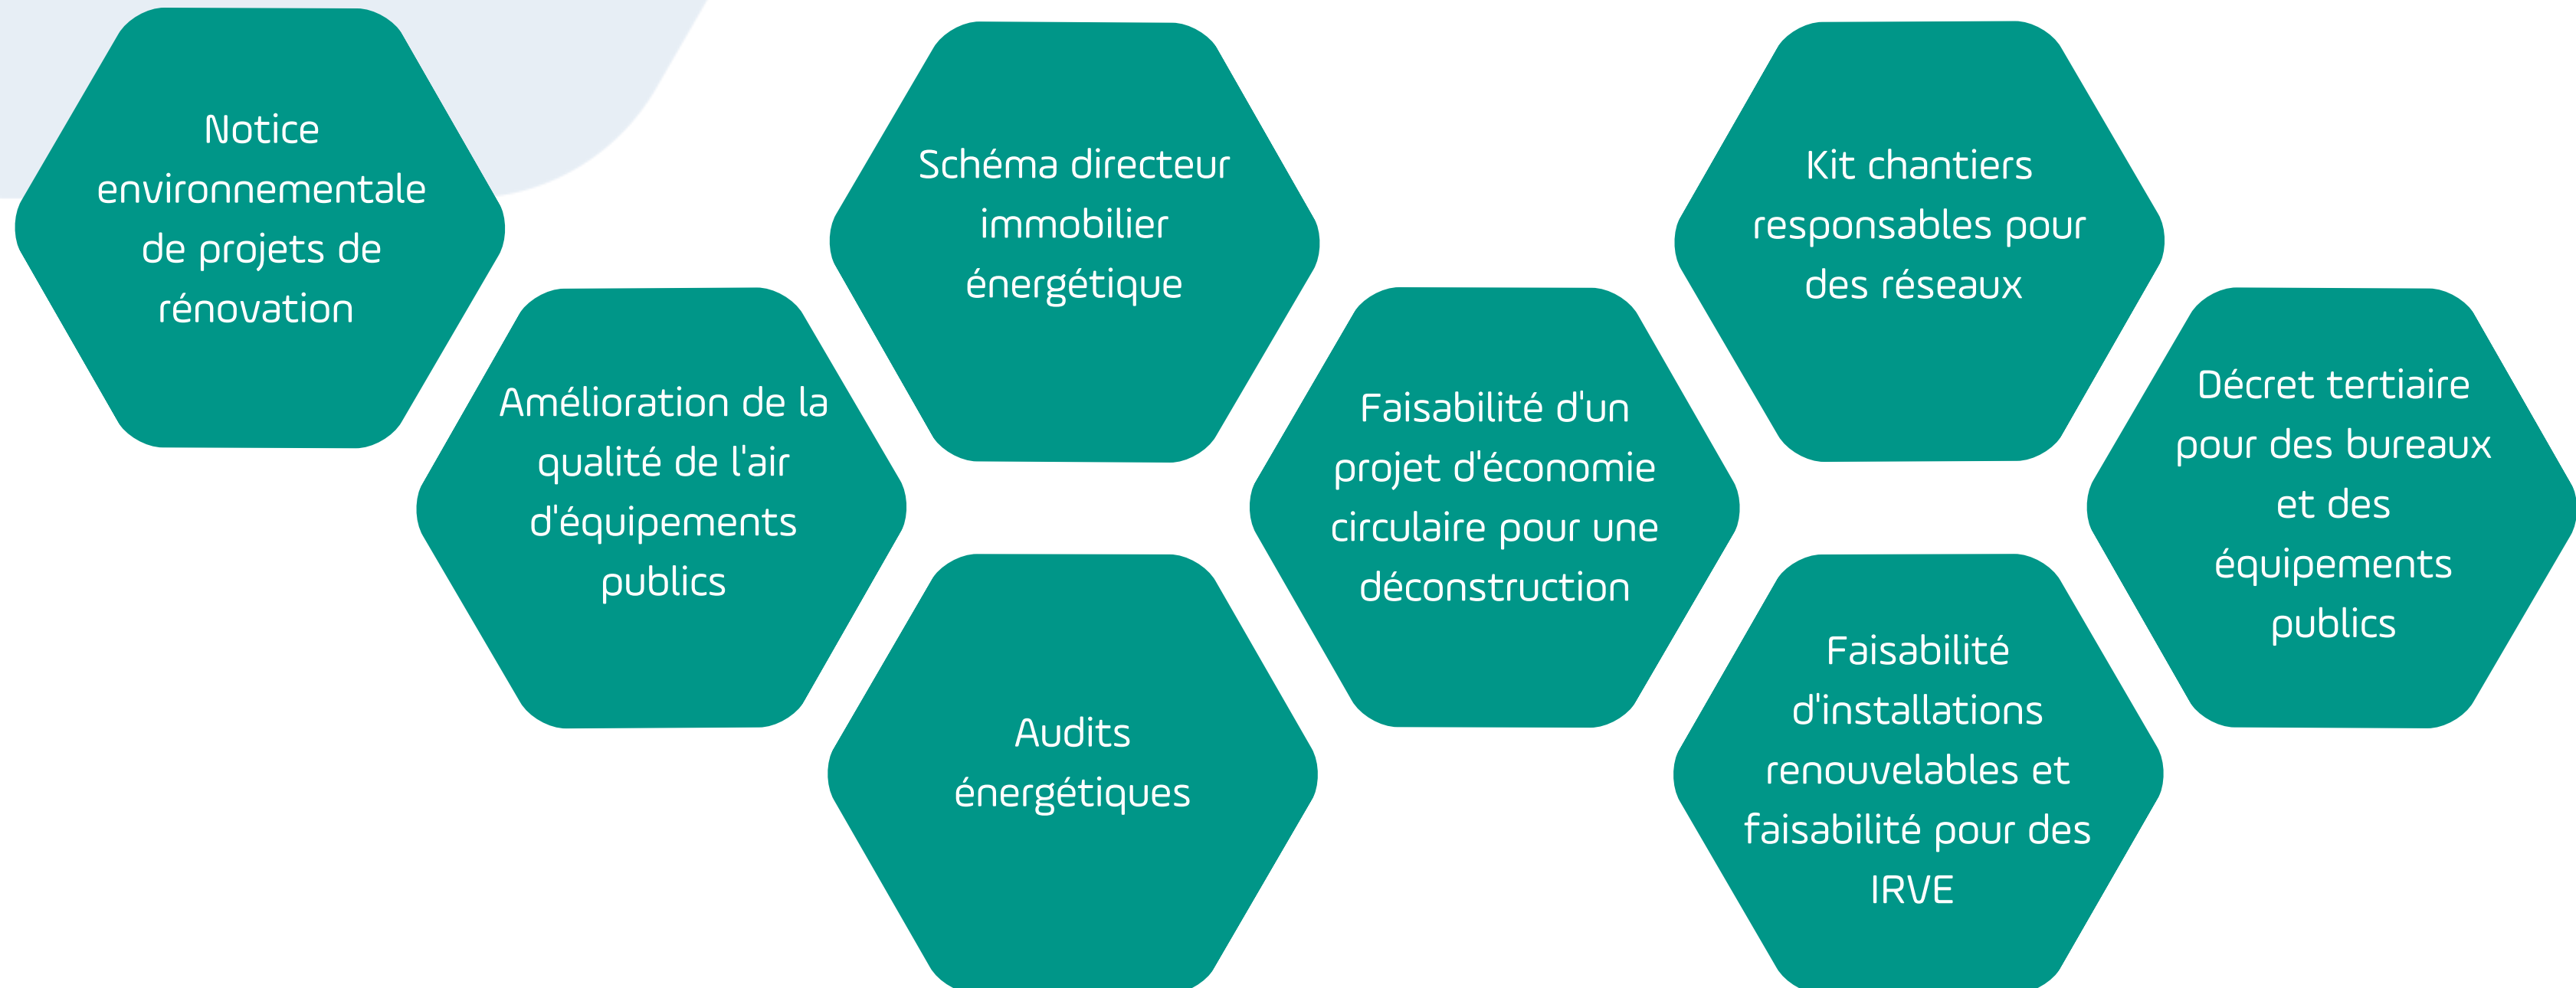 Notice
environnementale
de projets de
rénovation
Amélioration de la
qualité de l'air
d'équipements
publics
Schéma directeur
immobilier
énergétique
Audits
énergétiques
Faisabilité d'un
projet d'économie
circulaire pour une
déconstruction
Kit chantiers
responsables pour
des réseaux
Faisabilité
d'installations
renouvelables et
faisabilité pour des
IRVE
Décret tertiaire
pour des bureaux
et des
équipements
publics